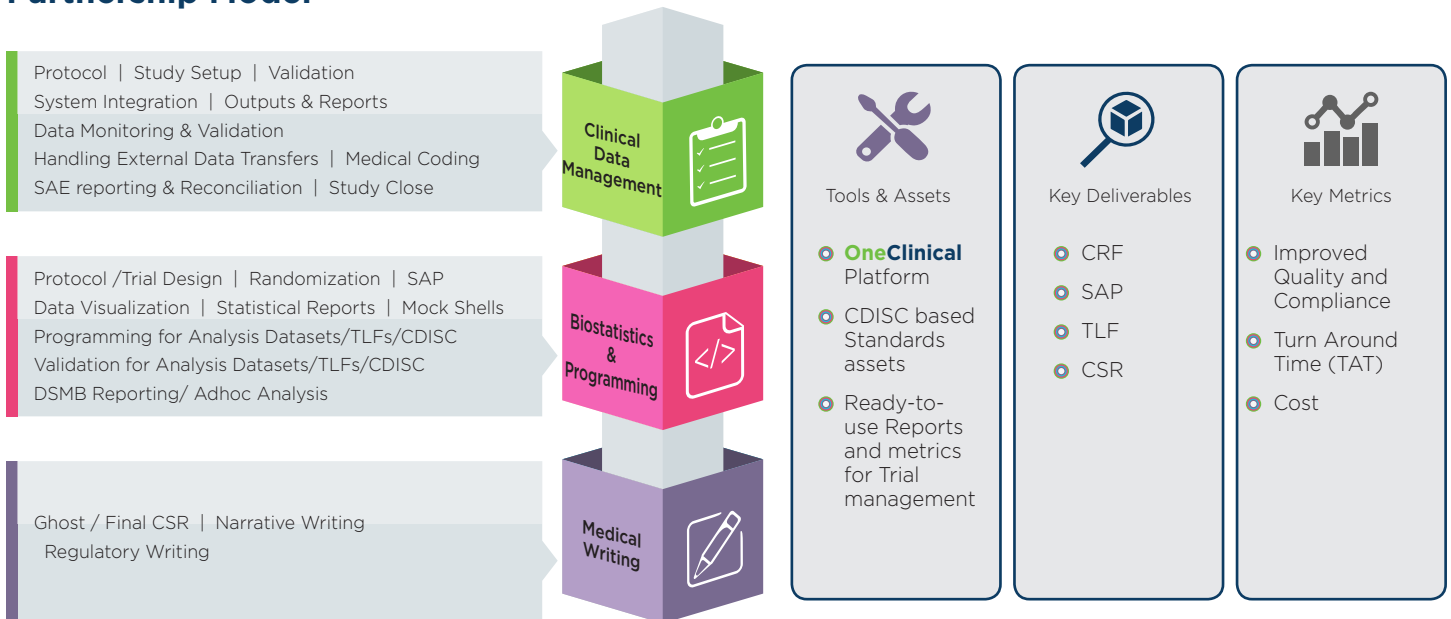 Partnership Model
Protocol | Study Setup | Validation
System Integration | Outputs & Reports
Data Monitoring & Validation
Handling External Data Transfers | Medical Coding
SAE reporting & Reconciliation | Study Close
Clinical
Data
Management
Protocol /Trial Design | Randomization | SAP
Data Visualization | Statistical Reports | Mock Shells
Programming for Analysis Datasets/TLFs/CDISC
Validation for Analysis Datasets/TLFs/CDISC
DSMB Reporting/ Adhoc Analysis
Biostatistics
&
Programming
</>
Ghost / Final CSR | Narrative Writing
Regulatory Writing
Medical
Writing
Tools & Assets
OneClinical
Platform
CDISC based
Standards
assets
Ready-to-
use Reports
and metrics
for Trial
management
Key Deliverables
CRF
SAP
TLF
CSR
Key Metrics
Improved
Quality and
Compliance
Turn Around
Time (TAT)
Cost